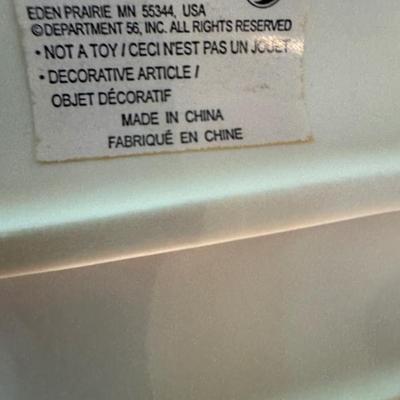 EDEN PRAIRIE MN 55344, USA
©DEPARTMENT 56, INC. ALL RIGHTS RESERVED
• NOT A TOY / CECI N'EST PAS UN JOUET
• DECORATIVE ARTICLE /
OBJET DÉCORATIF
MADE IN CHINA
FABRIQUÉ EN CHINE